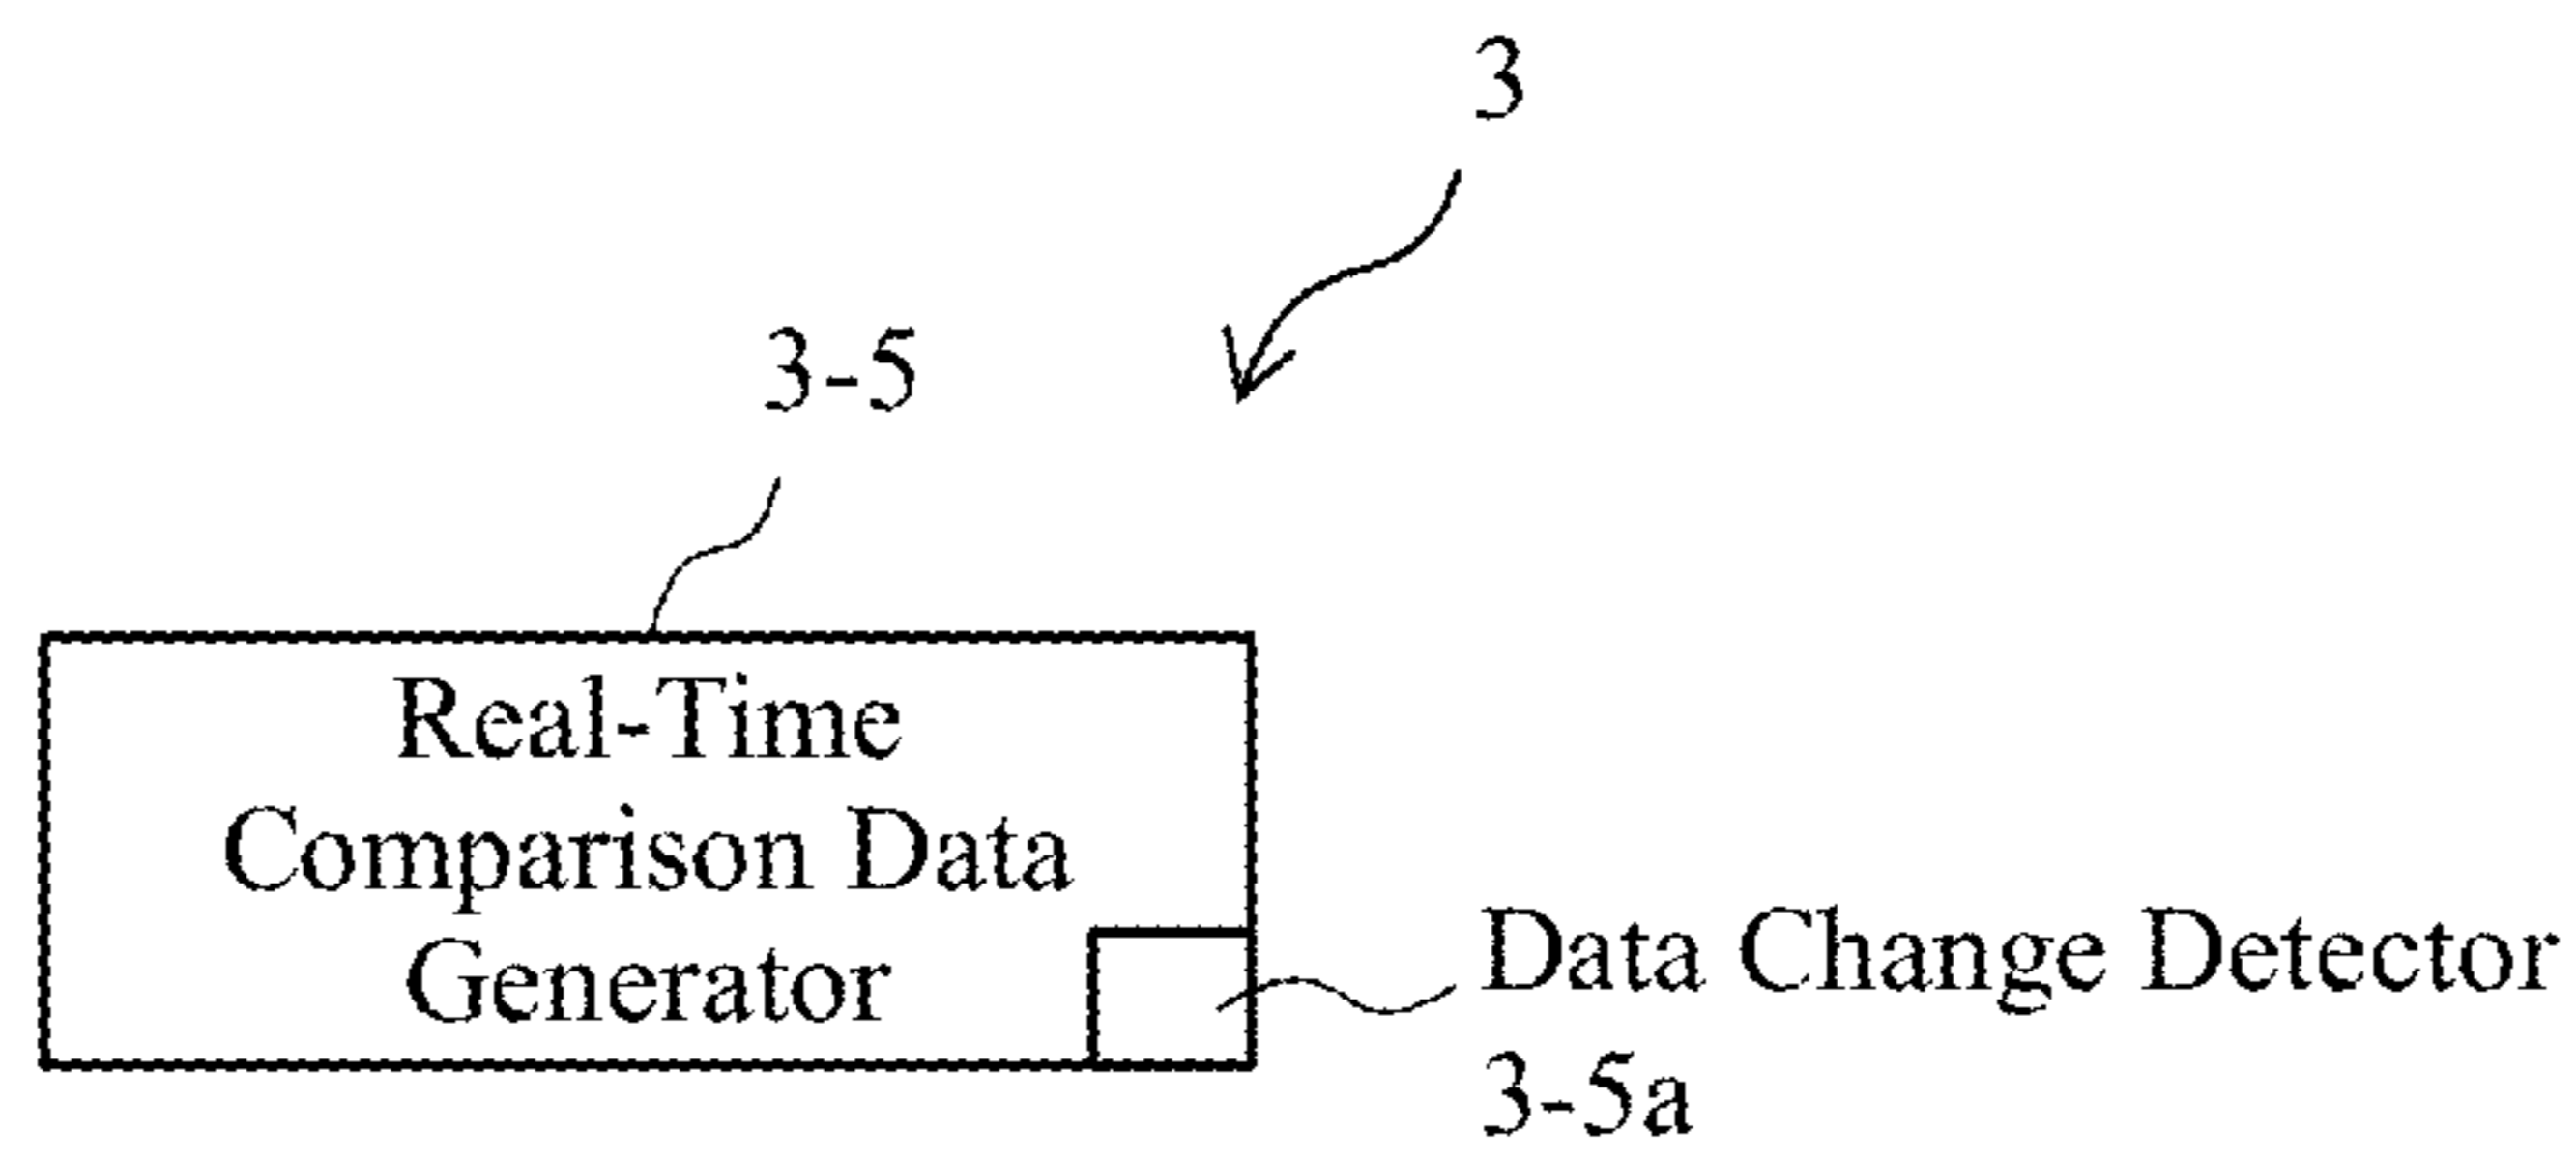 3
3-5
Real-Time
Comparison Data
Generator
Data Change Detector
3-5a